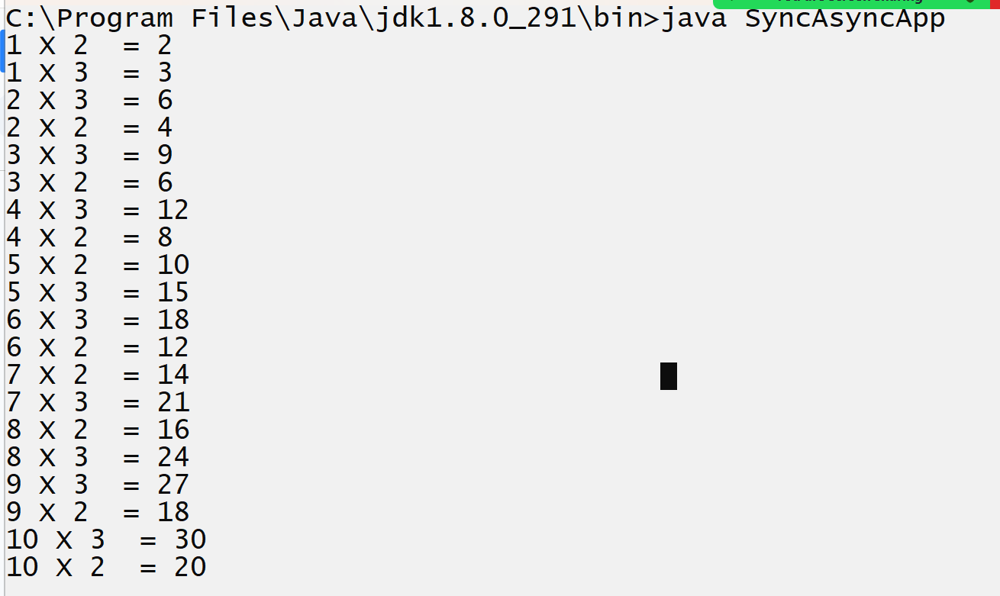 C:\Program Files\Java\jdk1.8.0_291\bin>java SyncAsyncApp
1 X 2  = 2
1 X 3  = 3
2 X 3  = 6
2 X 2  = 4
3 X 3  = 9
3 X 2  = 6
4 X 3  = 12
4 X 2  = 8
5 X 2  = 10
5 X 3  = 15
6 X 3  = 18
6 X 2  = 12
7 X 2  = 14
7 X 3  = 21
8 X 2  = 16
8 X 3  = 24
9 X 3  = 27
9 X 2  = 18
10 X 3  = 30
10 X 2  = 20